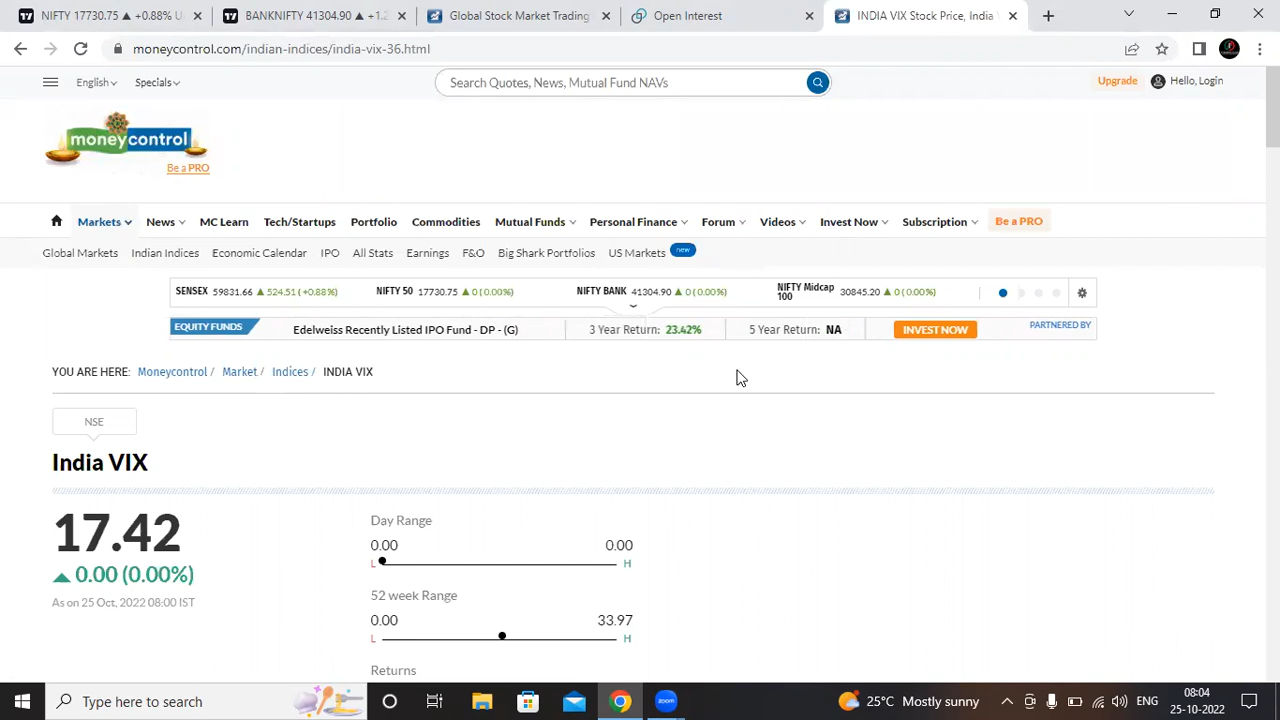 NIFTY 17730.75 ▲ +0.88% U
BANKNIFTY 41304.90 ▲ +1.2
Global Stock Market Trading
Open Interest
INDIA VIX Stock Price, India V
moneycontrol.com/indian-indices/india-vix-36.html
English
Specials
Search Quotes, News, Mutual Fund NAVs
Upgrade
Hello, Login
moneycontrol
Be a PRO
Markets
News
MC Learn
Tech/Startups
Portfolio
Commodities
Mutual Funds
Personal Finance
Forum
Videos
Invest Now
Subscription
Be a PRO
Global Markets
Indian Indices
Economic Calendar
IPO
All Stats
Earnings
F&O
Big Shark Portfolios
US Markets
new
SENSEX 59831.66 ▲ 524.51 (+0.88%)
NIFTY 50 17730.75 ▲ 0 (0.00%)
NIFTY BANK 41304.90 ▲ 0 (0.00%)
NIFTY Midcap 100 30845.20 ▲ 0 (0.00%)
EQUITY FUNDS
Edelweiss Recently Listed IPO Fund - DP - (G)
3 Year Return: 23.42%
5 Year Return: NA
INVEST NOW
PARTNERED BY
YOU ARE HERE: Moneycontrol / Market / Indices / INDIA VIX
NSE
India VIX
17.42
▲ 0.00 (0.00%)
As on 25 Oct, 2022 08:00 IST
Day Range
0.00 0.00
L H
52 week Range
0.00 33.97
L H
Returns
Type here to search
zoom
25°C Mostly sunny
ENG
08:04
25-10-2022